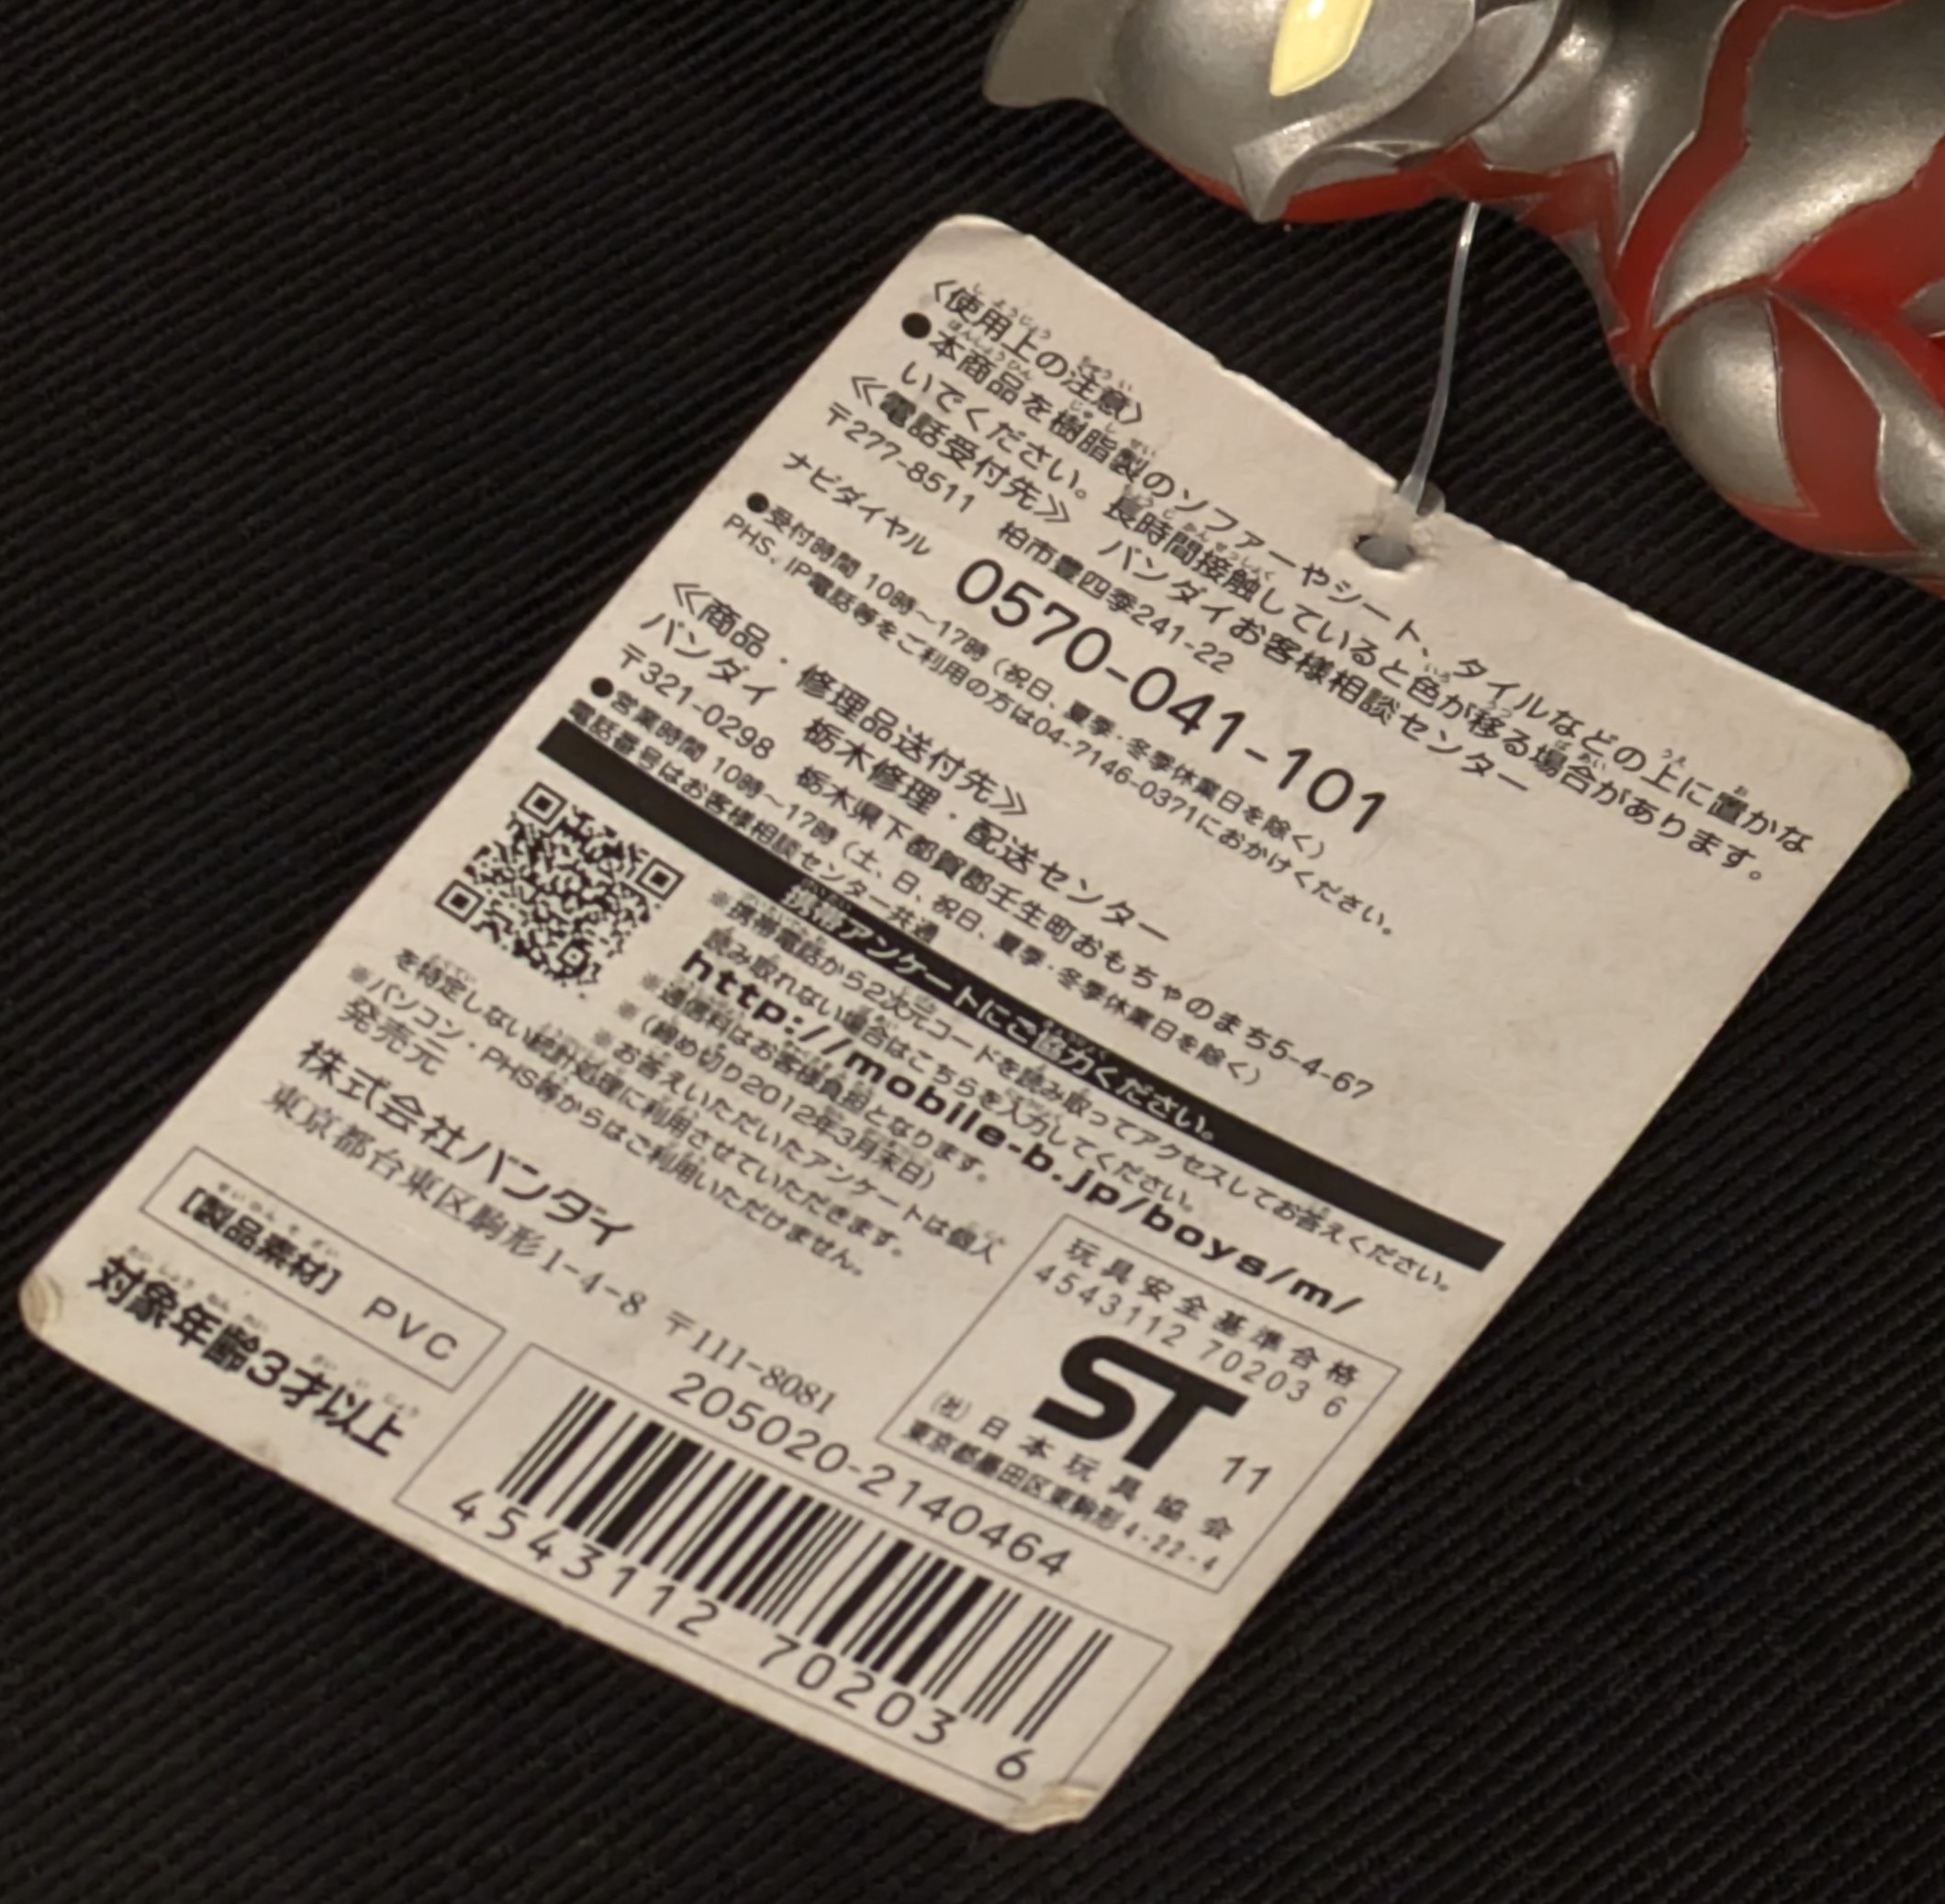 〈使用上の注意〉
●本商品を樹脂製のソファーやシート、タイルなどの上に置かな
いでください。長時間接触していると色が移る場合があります。
≪電話受付先≫ バンダイお客様相談センター
〒277-8511 柏市豊四季241-22
ナビダイヤル 0570-041-101
●受付時間 10時～17時（祝日、夏季・冬季休業日を除く）
PHS、IP電話等をご利用の方は04-7146-0371におかけください。
≪商品・修理品送付先≫
バンダイ 栃木修理・配送センター
〒321-0298 栃木県下都賀郡壬生町おもちゃのまち5-4-67
●営業時間 10時～17時（土、日、祝日、夏季・冬季休業日を除く）
電話番号はお客様相談センター共通
携帯アンケートにご協力ください。
※携帯電話から2次元コードを読み取ってアクセスしてお答えください。
読み取れない場合はこちらを入力してください。
http://mobile-b.jp/boys/m/
※通信料はお客様負担となります。
※（締め切り2012年3月末日）
※お答えいただいたアンケートは個人
を特定しない統計処理に利用させていただきます。
※パソコン・PHS等からはご利用いただけません。
発売元
株式会社バンダイ
東京都台東区駒形1-4-8 〒111-8081
［製品素材］ PVC
対象年齢3才以上
玩具安全基準合格
4543112 70203 6
ST 11
（社）日本玩具協会
東京都墨田区東駒形4-22-4
205020-2140464
4543112 70203 6